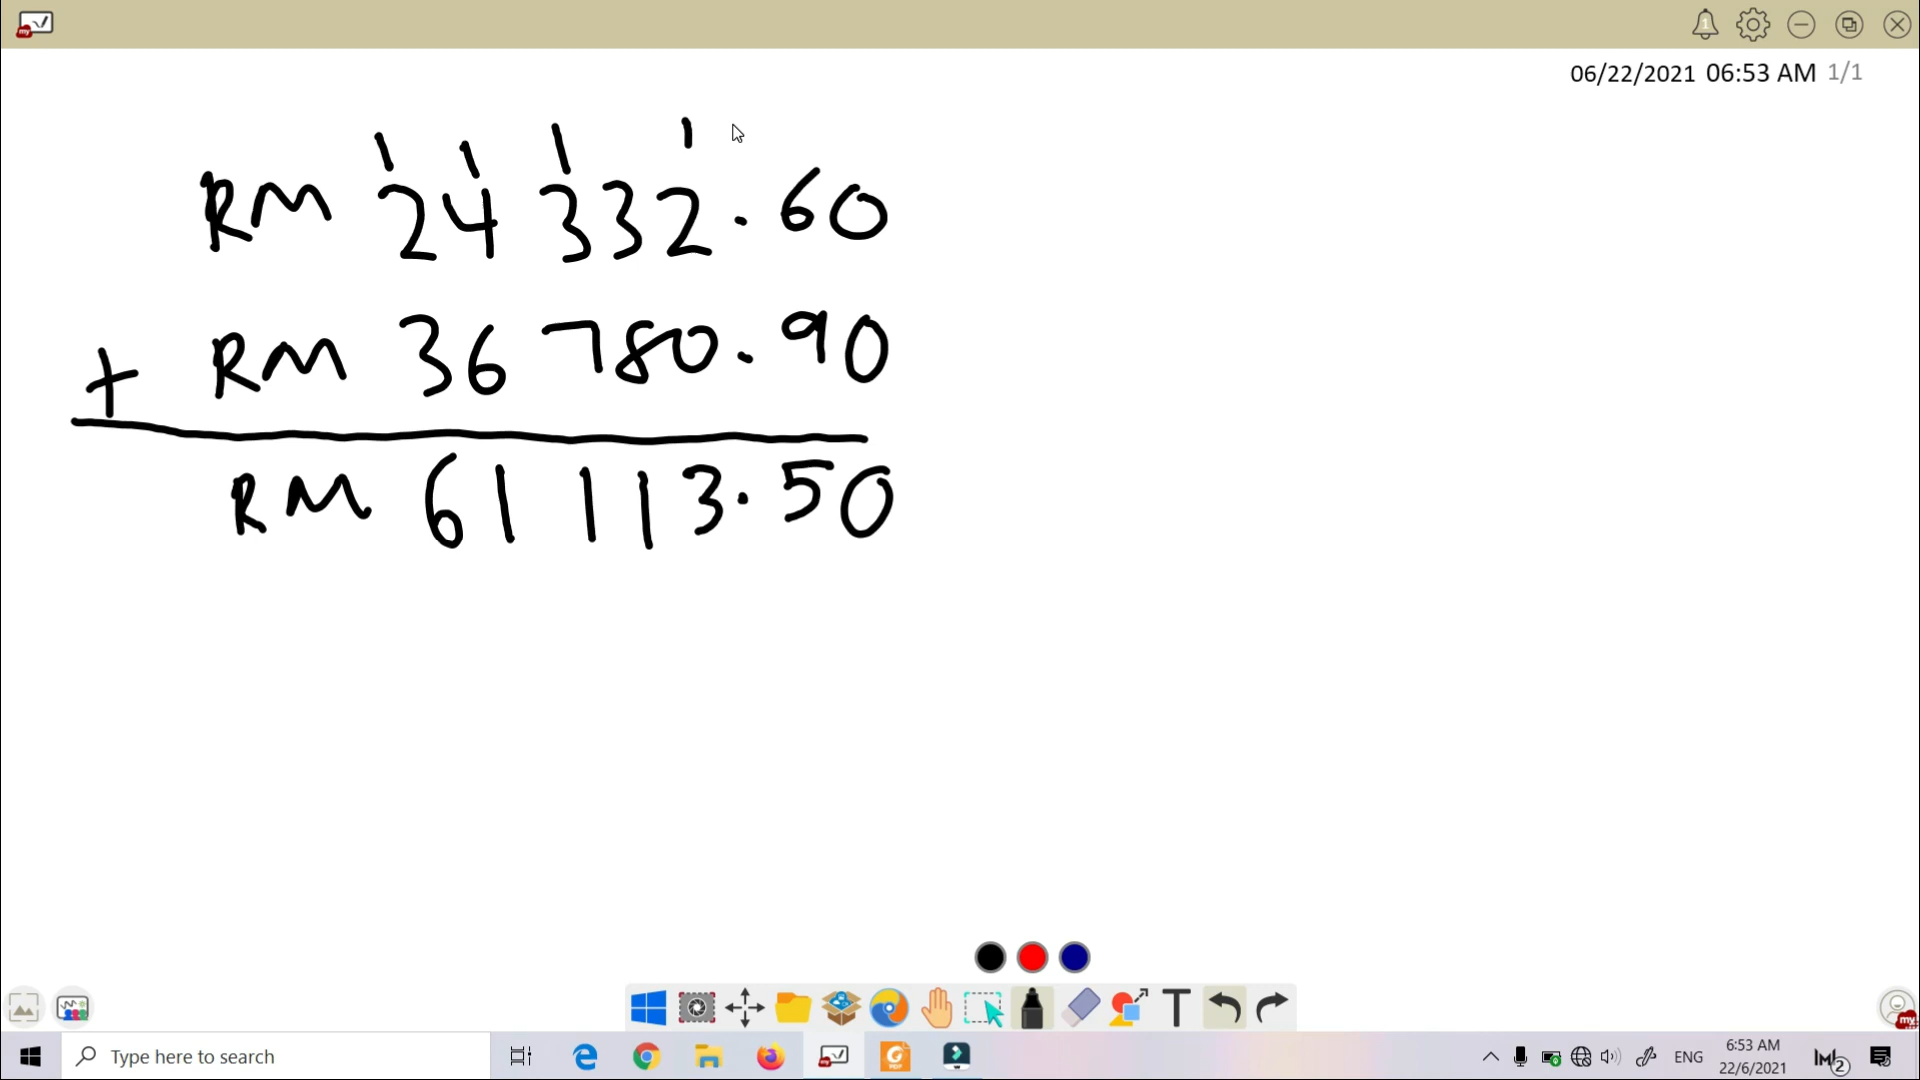 06/22/2021 06:53 AM 1/1
1 1 1 1
RM 24 332.60
+ RM 36 780.90
RM 61 113.50
T
Type here to search
ENG
6:53 AM
22/6/2021
2